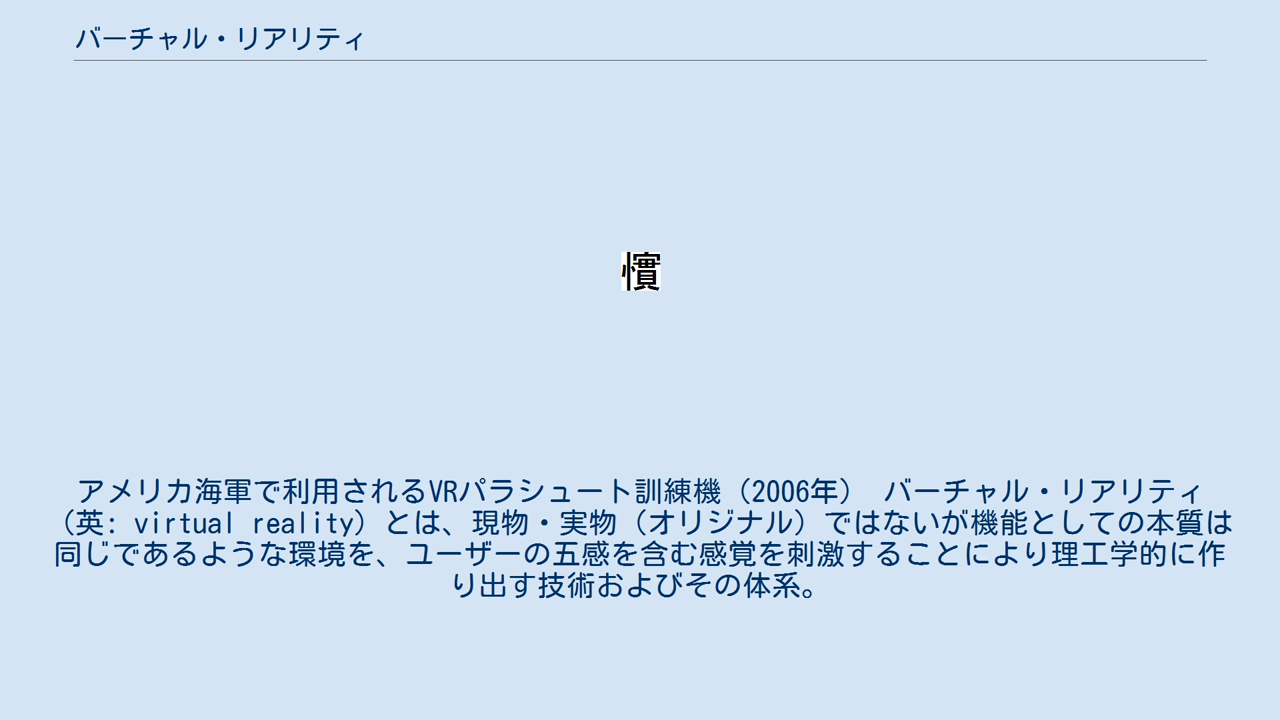 バーチャル・リアリティ
アメリカ海軍で利用されるVRパラシュート訓練機（2006年） バーチャル・リアリティ
（英: virtual reality）とは、現物・実物（オリジナル）ではないが機能としての本質は
同じであるような環境を、ユーザーの五感を含む感覚を刺激することにより理工学的に作
り出す技術およびその体系。